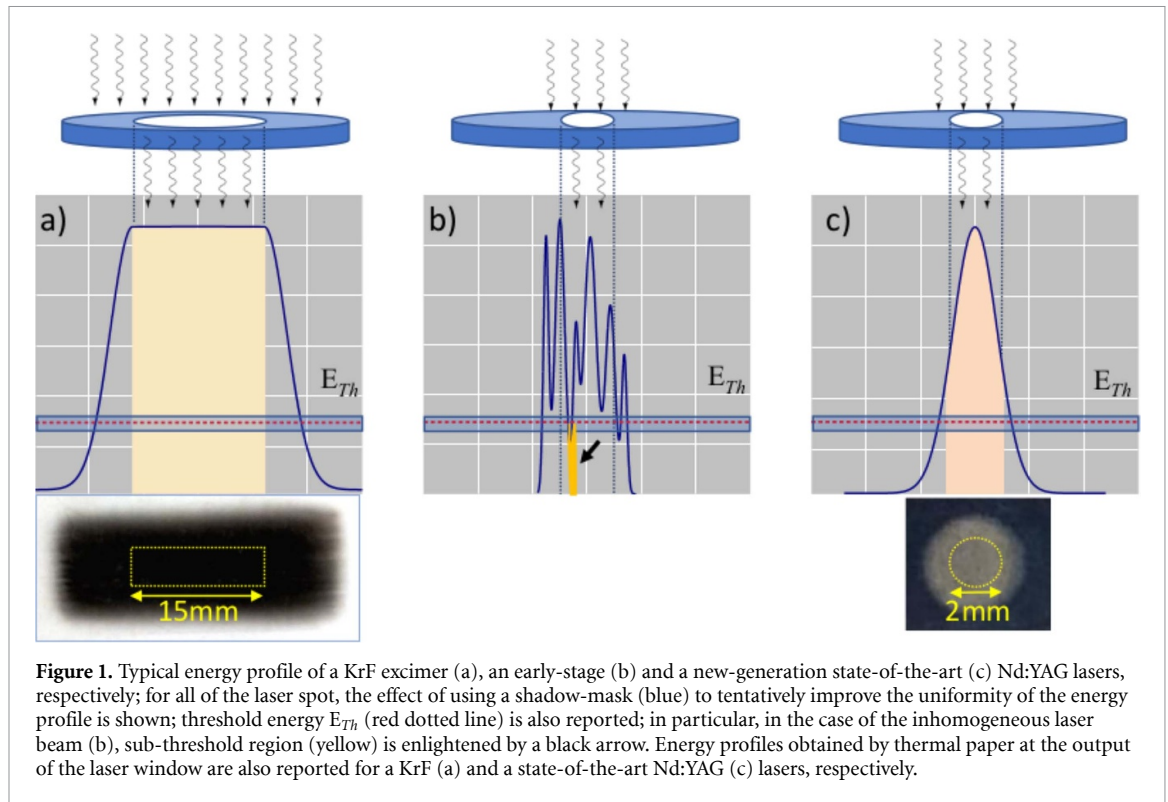 a)
b)
c)
E_Th
E_Th
E_Th
15mm
2mm
Figure 1. Typical energy profile of a KrF excimer (a), an early-stage (b) and a new-generation state-of-the-art (c) Nd:YAG lasers,
respectively; for all of the laser spot, the effect of using a shadow-mask (blue) to tentatively improve the uniformity of the energy
profile is shown; threshold energy E_Th (red dotted line) is also reported; in particular, in the case of the inhomogeneous laser
beam (b), sub-threshold region (yellow) is enlightened by a black arrow. Energy profiles obtained by thermal paper at the output
of the laser window are also reported for a KrF (a) and a state-of-the-art Nd:YAG (c) lasers, respectively.